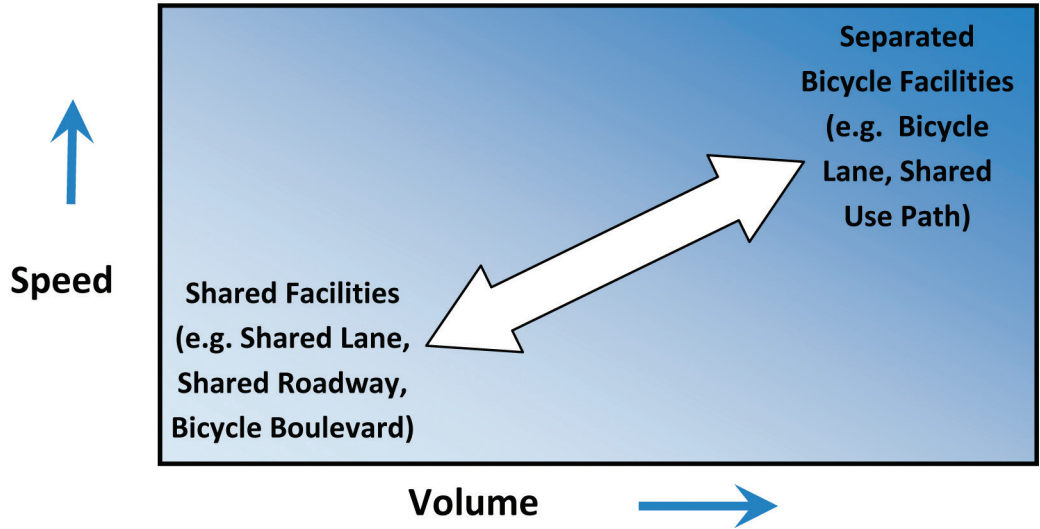 Separated
Bicycle Facilities
(e.g. Bicycle
Lane, Shared
Use Path)
Speed
Shared Facilities
(e.g. Shared Lane,
Shared Roadway,
Bicycle Boulevard)
Volume